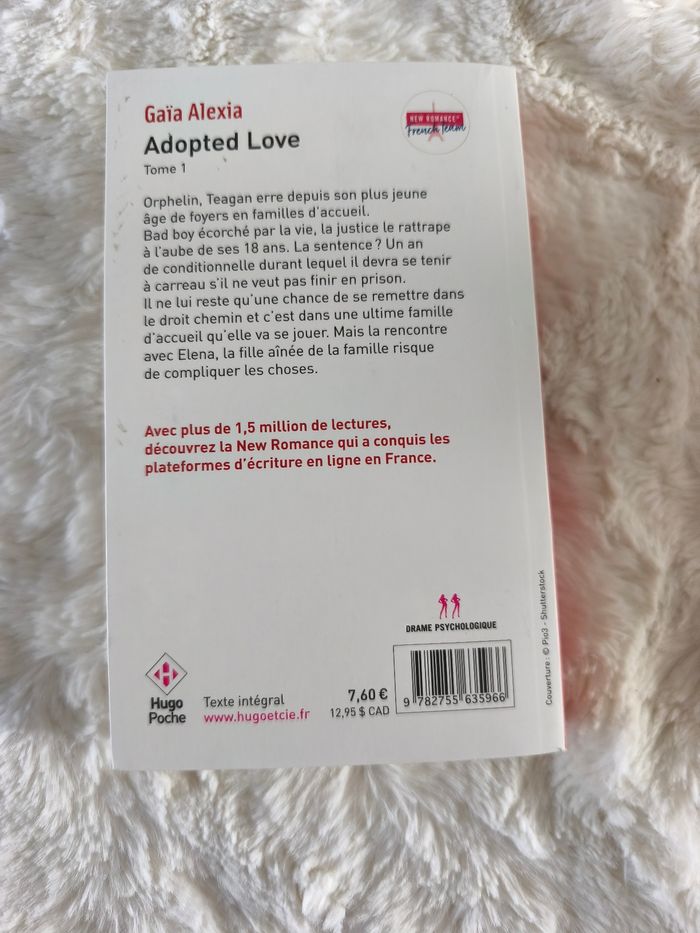 Gaïa Alexia
Adopted Love
Tome 1
NEW ROMANCE®
French Team
Orphelin, Teagan erre depuis son plus jeune
âge de foyers en familles d'accueil.
Bad boy écorché par la vie, la justice le rattrape
à l'aube de ses 18 ans. La sentence ? Un an
de conditionnelle durant lequel il devra se tenir
à carreau s'il ne veut pas finir en prison.
Il ne lui reste qu'une chance de se remettre dans
le droit chemin et c'est dans une ultime famille
d'accueil qu'elle va se jouer. Mais la rencontre
avec Elena, la fille aînée de la famille risque
de compliquer les choses.
Avec plus de 1,5 million de lectures,
découvrez la New Romance qui a conquis les
plateformes d'écriture en ligne en France.
DRAME PSYCHOLOGIQUE
Hugo
Poche
Texte intégral
www.hugoetcie.fr
7,60 €
12,95 $ CAD
9 782755 635966
Couverture : © Pio3 - Shutterstock